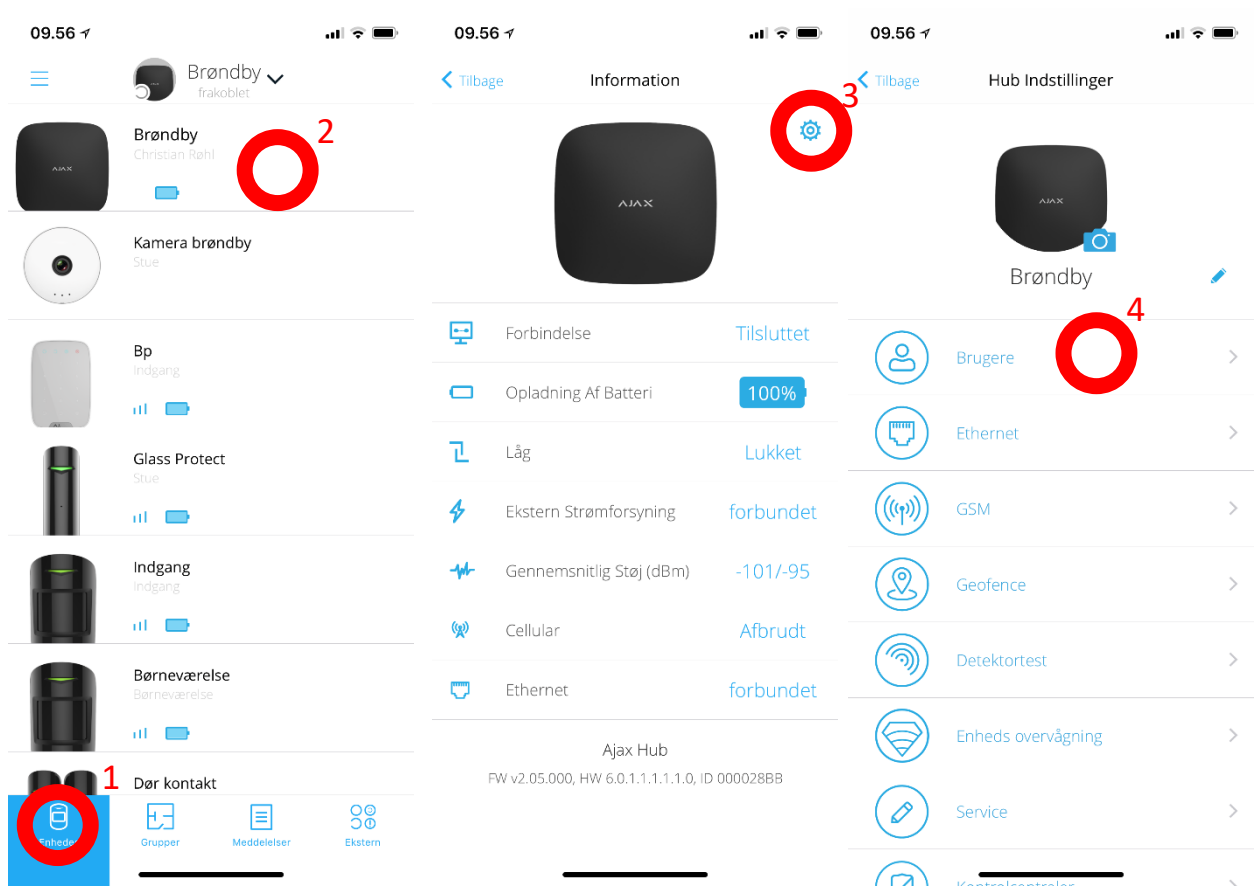 09.56
Brøndby
frakoblet
Brøndby
Christian Røhl
2
AJAX
Kamera brøndby
Stue
Bp
Indgang
Glass Protect
Stue
Indgang
Indgang
Børneværelse
Børneværelse
1
Dør kontakt
Enheder
Grupper
Meddelelser
Ekstern
09.56
Tilbage
Information
3
AJAX
Forbindelse
Tilsluttet
Opladning Af Batteri
100%
Låg
Lukket
Ekstern Strømforsyning
forbundet
Gennemsnitlig Støj (dBm)
-101/-95
Cellular
Afbrudt
Ethernet
forbundet
Ajax Hub
FW v2.05.000, HW 6.0.1.1.1.1.1.0, ID 000028BB
09.56
Tilbage
Hub Indstillinger
AJAX
Brøndby
4
Brugere
Ethernet
GSM
Geofence
Detektortest
Enheds overvågning
Service